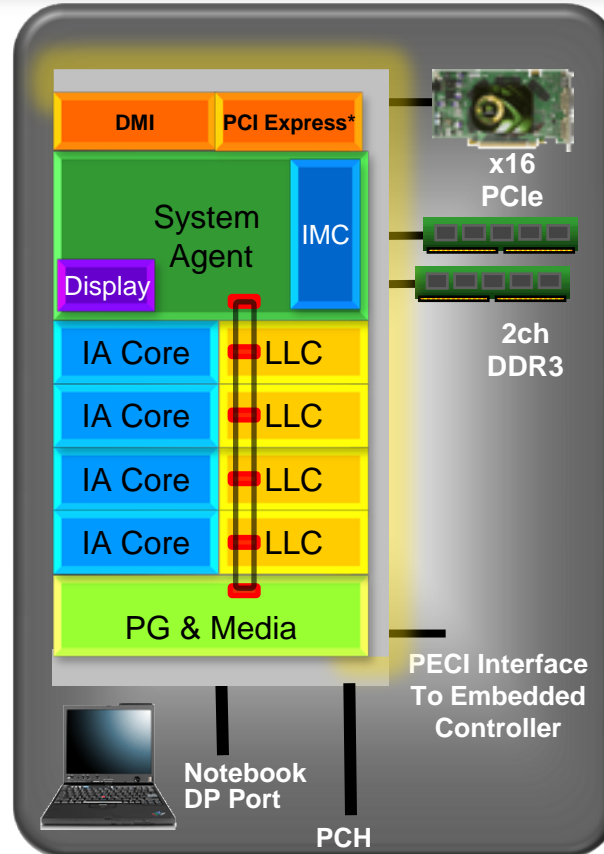 DMI
PCI Express*
x16
PCIe
System
Agent
IMC
Display
2ch
DDR3
IA Core
LLC
IA Core
LLC
IA Core
LLC
IA Core
LLC
PG & Media
PECI Interface
To Embedded
Controller
Notebook
DP Port
PCH